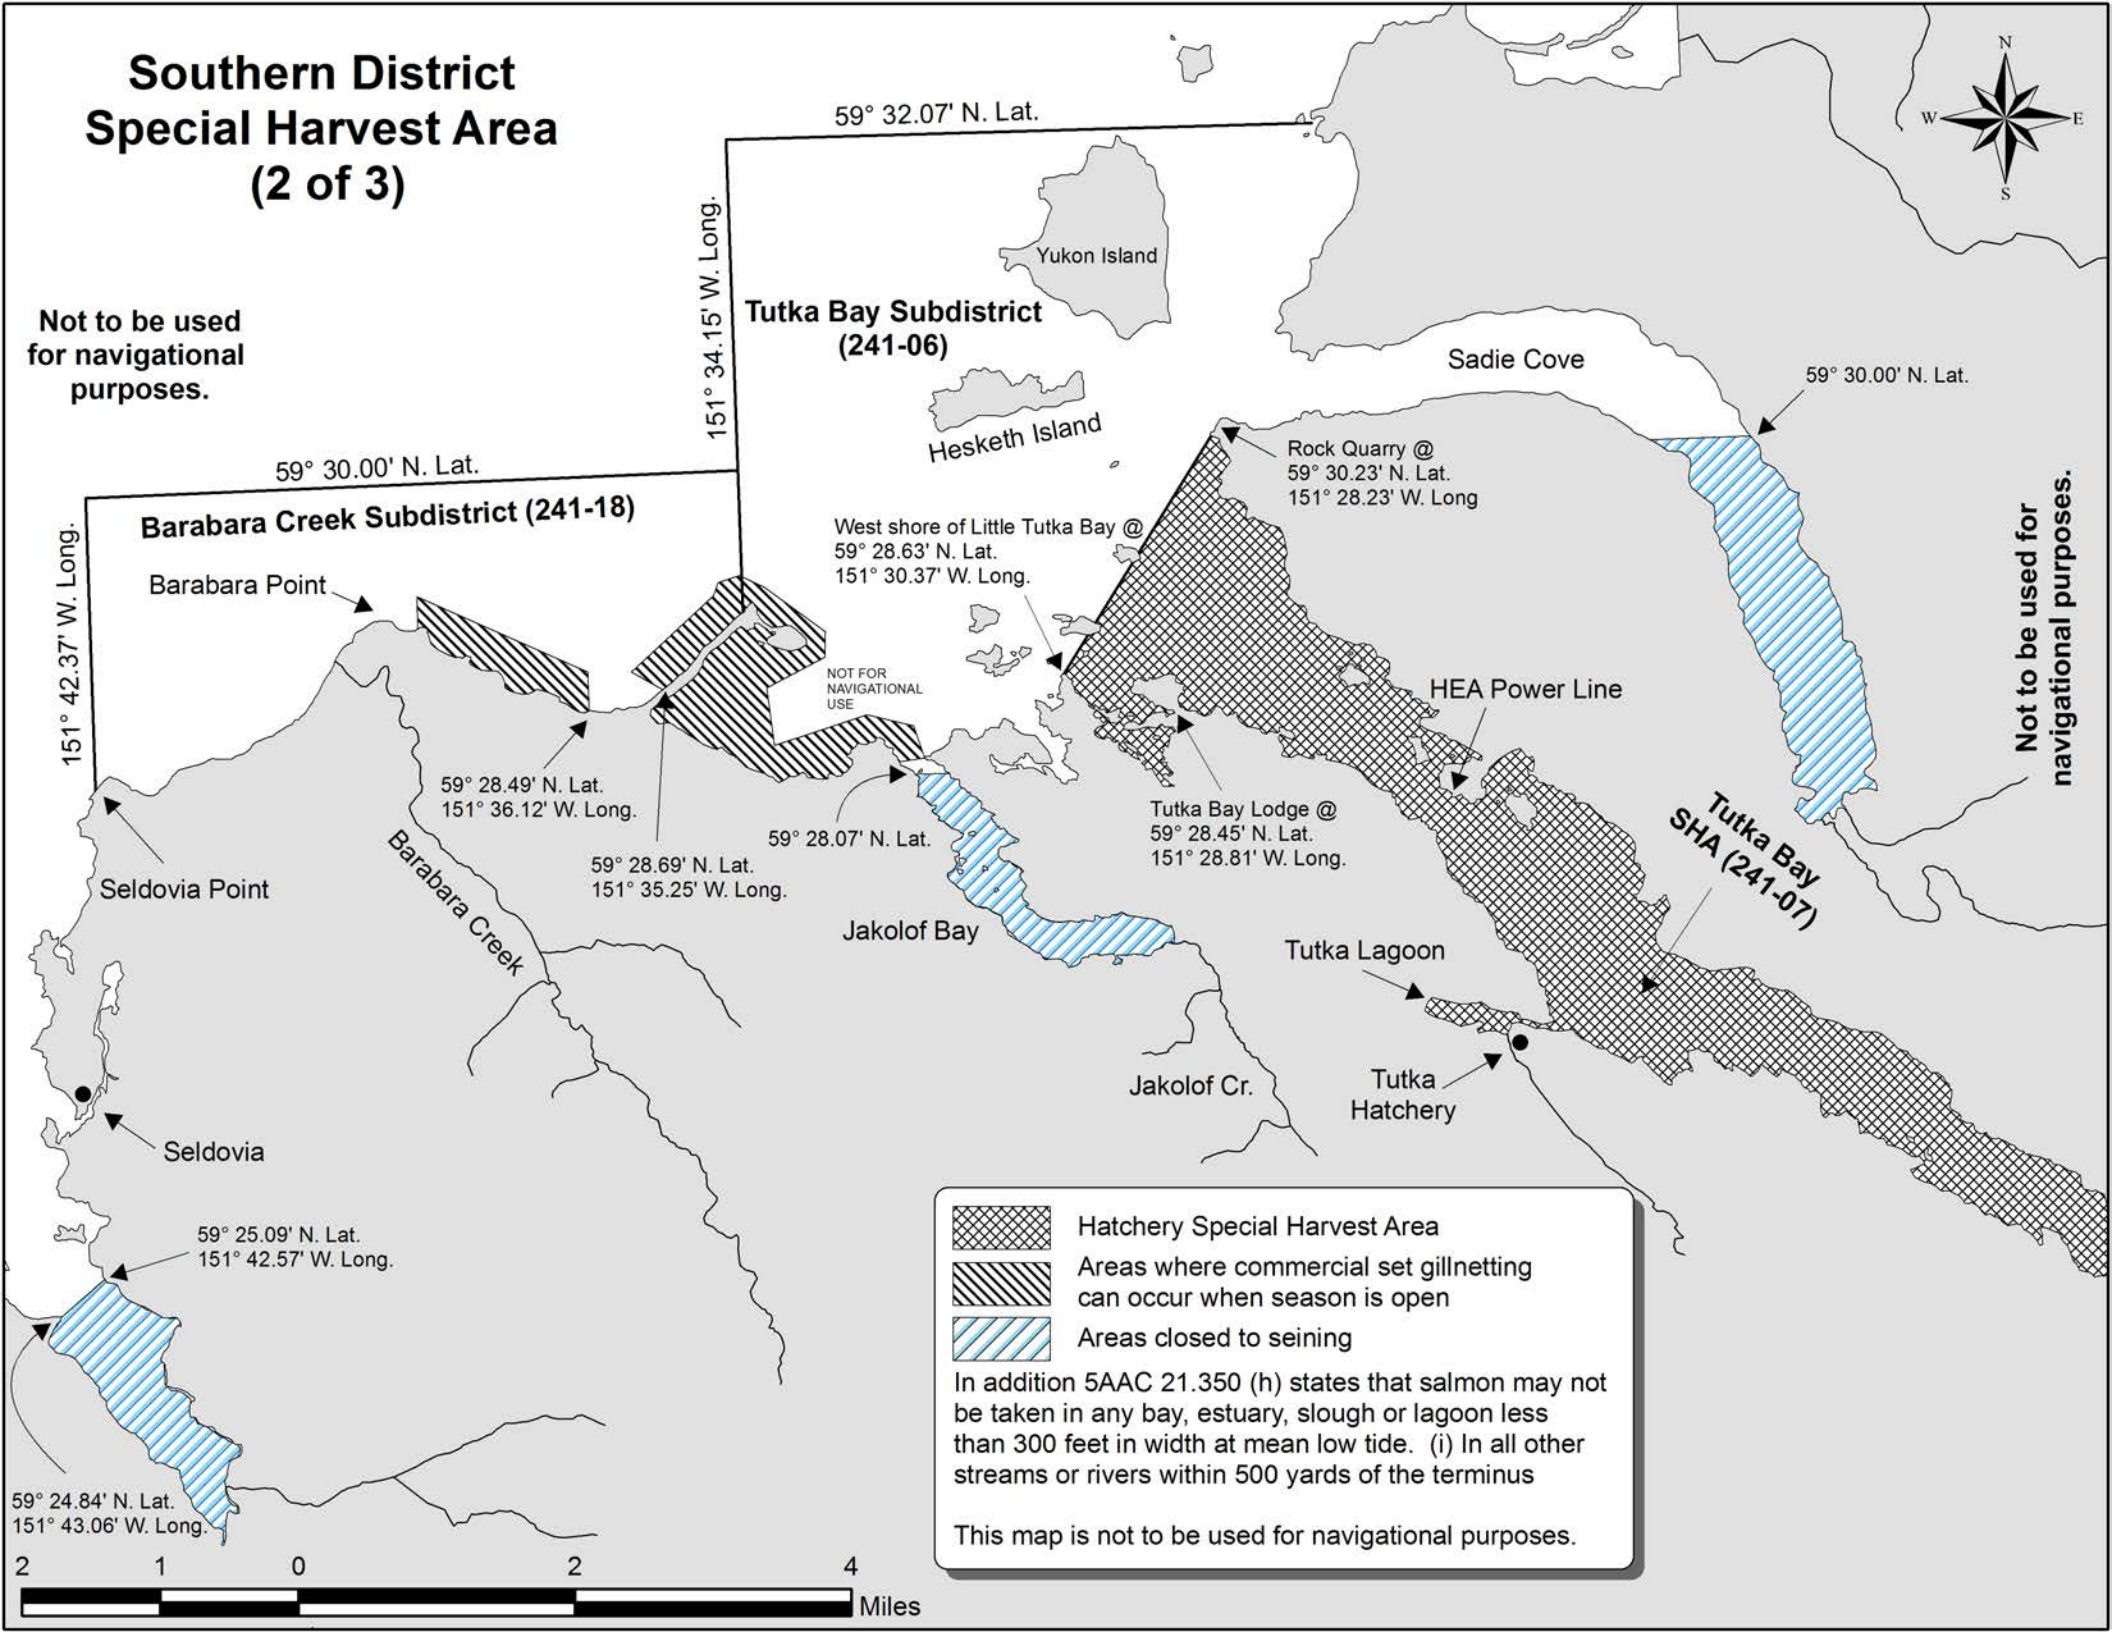 Southern District
Special Harvest Area
(2 of 3)
N
W
E
S
59° 32.07' N. Lat.
151° 34.15' W. Long.
Yukon Island
Not to be used
for navigational
purposes.
Tutka Bay Subdistrict
(241-06)
Sadie Cove
59° 30.00' N. Lat.
Hesketh Island
59° 30.00' N. Lat.
Rock Quarry @
59° 30.23' N. Lat.
151° 28.23' W. Long
Barabara Creek Subdistrict (241-18)
151° 42.37' W. Long.
West shore of Little Tutka Bay @
59° 28.63' N. Lat.
151° 30.37' W. Long.
Not to be used for
navigational purposes.
Barabara Point
NOT FOR
NAVIGATIONAL
USE
HEA Power Line
59° 28.49' N. Lat.
151° 36.12' W. Long.
59° 28.07' N. Lat.
Tutka Bay Lodge @
59° 28.45' N. Lat.
151° 28.81' W. Long.
Tutka Bay
SHA (241-07)
59° 28.69' N. Lat.
151° 35.25' W. Long.
Seldovia Point
Barabara Creek
Jakolof Bay
Tutka Lagoon
Jakolof Cr.
Tutka
Hatchery
Seldovia
59° 25.09' N. Lat.
151° 42.57' W. Long.
Hatchery Special Harvest Area
Areas where commercial set gillnetting
can occur when season is open
Areas closed to seining
In addition 5AAC 21.350 (h) states that salmon may not
be taken in any bay, estuary, slough or lagoon less
than 300 feet in width at mean low tide. (i) In all other
streams or rivers within 500 yards of the terminus
This map is not to be used for navigational purposes.
59° 24.84' N. Lat.
151° 43.06' W. Long.
2 1 0 2 4
Miles